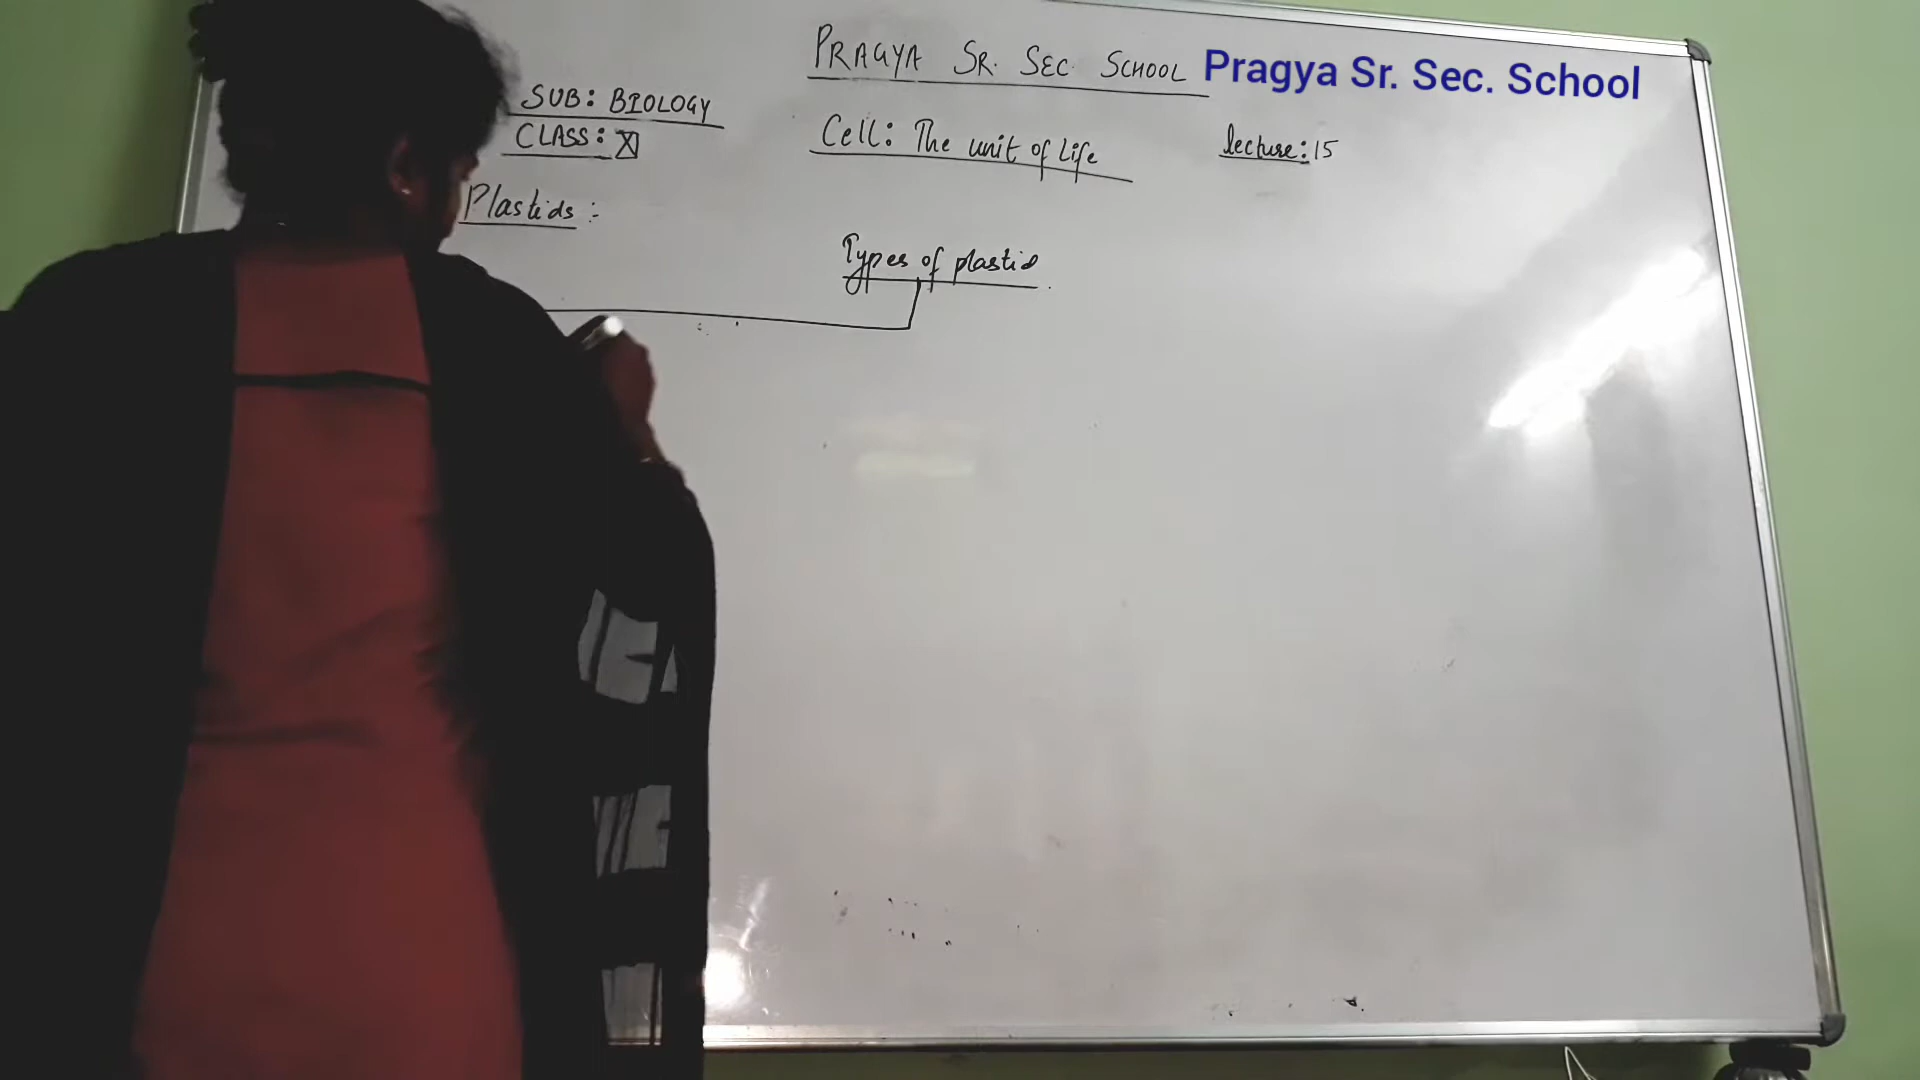 PRAGYA SR. SEC SCHOOL
Pragya Sr. Sec. School
SUB: BIOLOGY
CLASS: XI
Cell: The unit of Life
lecture: 15
Plastids :-
Types of plastid